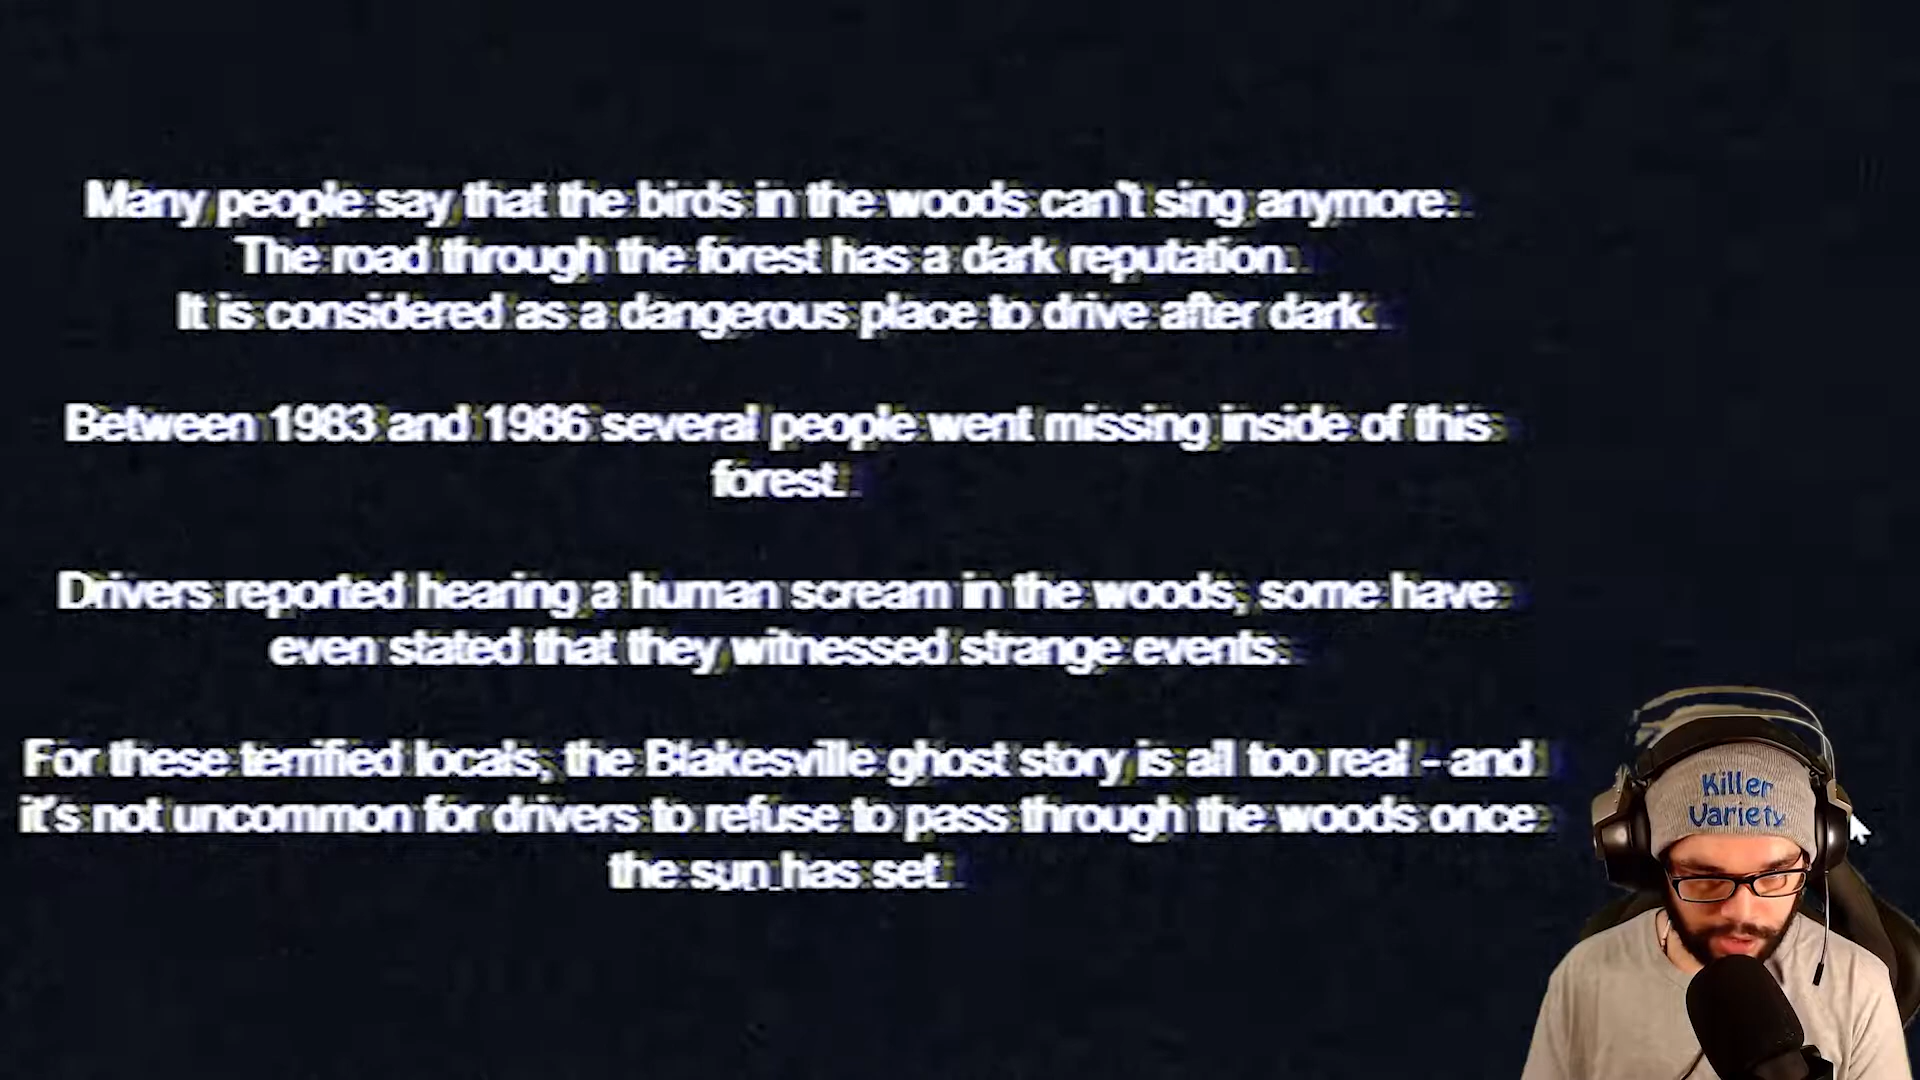 Many people say that the birds in the woods can't sing anymore.
The road through the forest has a dark reputation.
It is considered as a dangerous place to drive after dark.
Between 1983 and 1986 several people went missing inside of this
forest.
Drivers reported hearing a human scream in the woods, some have
even stated that they witnessed strange events.
For these terrified locals, the Blakesville ghost story is all too real - and
it's not uncommon for drivers to refuse to pass through the woods once
the sun has set.
Killer
Variety